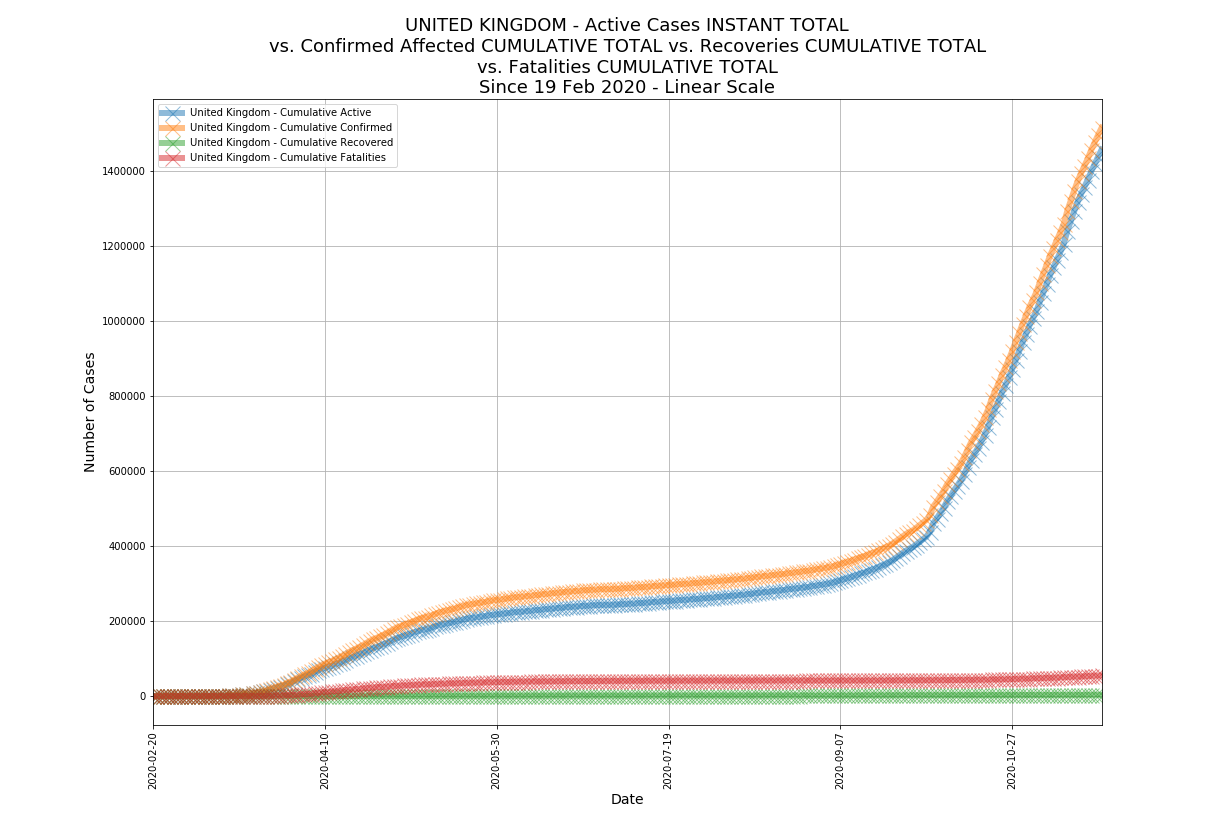 UNITED KINGDOM - Active Cases INSTANT TOTAL
vs. Confirmed Affected CUMULATIVE TOTAL vs. Recoveries CUMULATIVE TOTAL
vs. Fatalities CUMULATIVE TOTAL
Since 19 Feb 2020 - Linear Scale
United Kingdom - Cumulative Active
United Kingdom - Cumulative Confirmed
United Kingdom - Cumulative Recovered
United Kingdom - Cumulative Fatalities
Number of Cases
1400000
1200000
1000000
800000
600000
400000
200000
0
2020-02-20
2020-04-10
2020-05-30
2020-07-19
2020-09-07
2020-10-27
Date